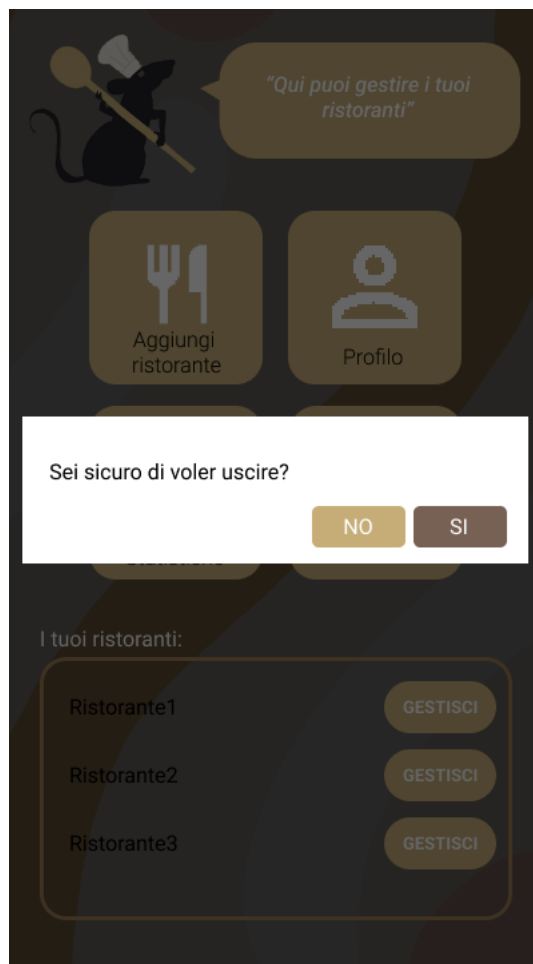 “Qui puoi gestire i tuoi
ristoranti”
Aggiungi
ristorante
Profilo
Sei sicuro di voler uscire?
NO
SI
I tuoi ristoranti:
Ristorante1
GESTISCI
Ristorante2
GESTISCI
Ristorante3
GESTISCI